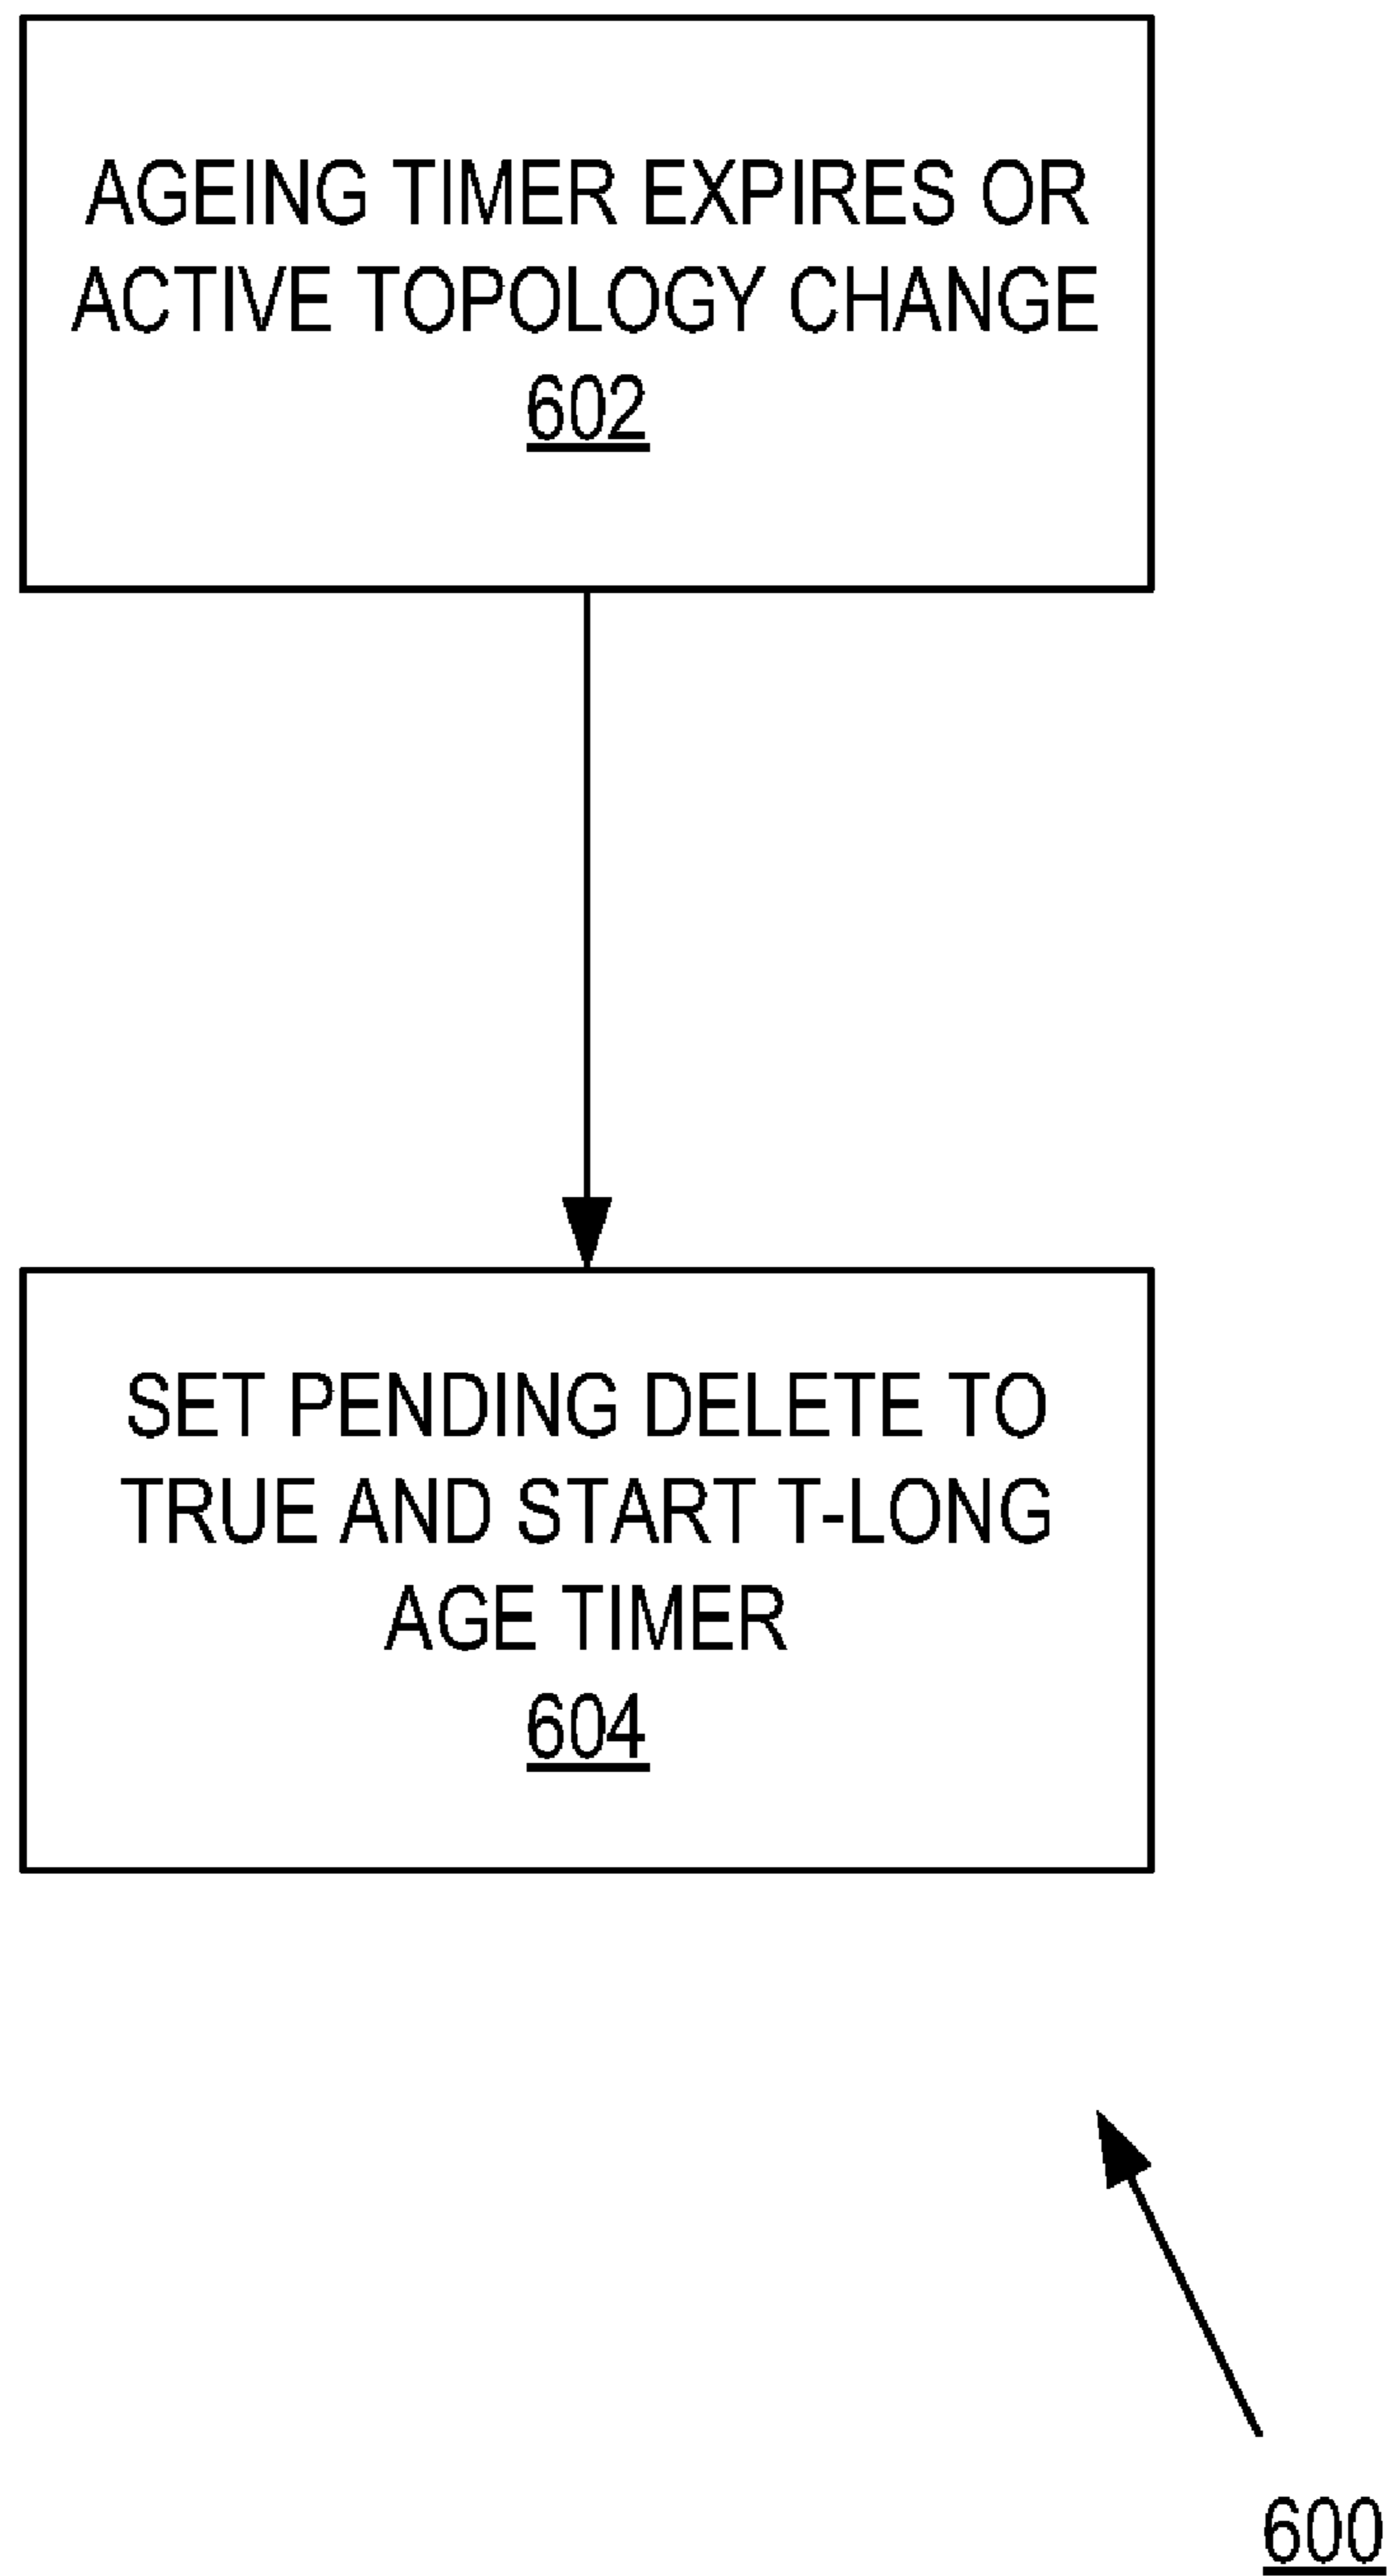 AGEING TIMER EXPIRES OR
ACTIVE TOPOLOGY CHANGE
602
SET PENDING DELETE TO
TRUE AND START T-LONG
AGE TIMER
604
600